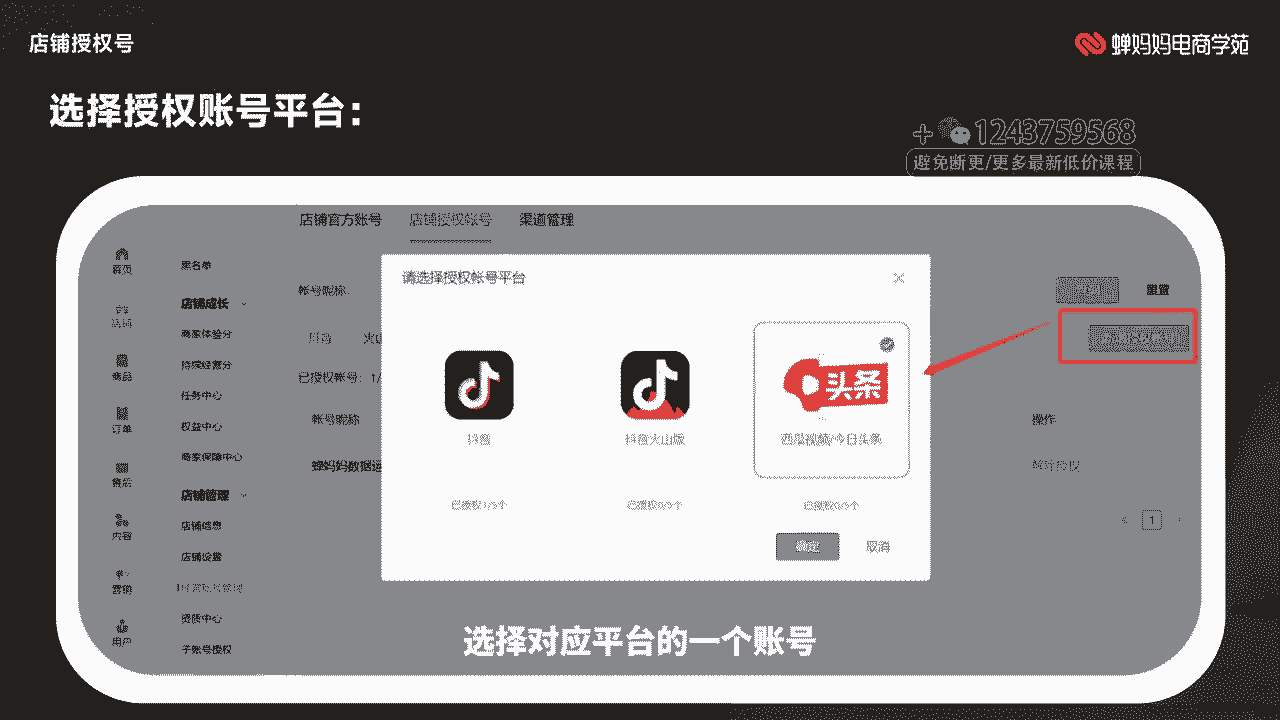 店铺授权号
蝉妈妈电商学苑
选择授权账号平台：
+ 1243759568
避免断更/更多最新低价课程
店铺官方账号 店铺授权账号 渠道管理
首页
商品
订单
售后
内容
营销
用户
黑名单
店铺成长
商家体验分
持续经营分
任务中心
权益中心
商家保障中心
店铺管理
店铺信息
店铺设置
资质中心
子账号授权
帐号昵称
重置
抖音 火山
已授权账号: 1/
帐号昵称
操作
蝉妈妈数据运
解除授权
< 1 >
请选择授权帐号平台
头条
抖音
抖音火山版
西瓜视频/今日头条
已授权1/5个
已授权0/5个
已授权0/5个
确定
取消
选择对应平台的一个账号